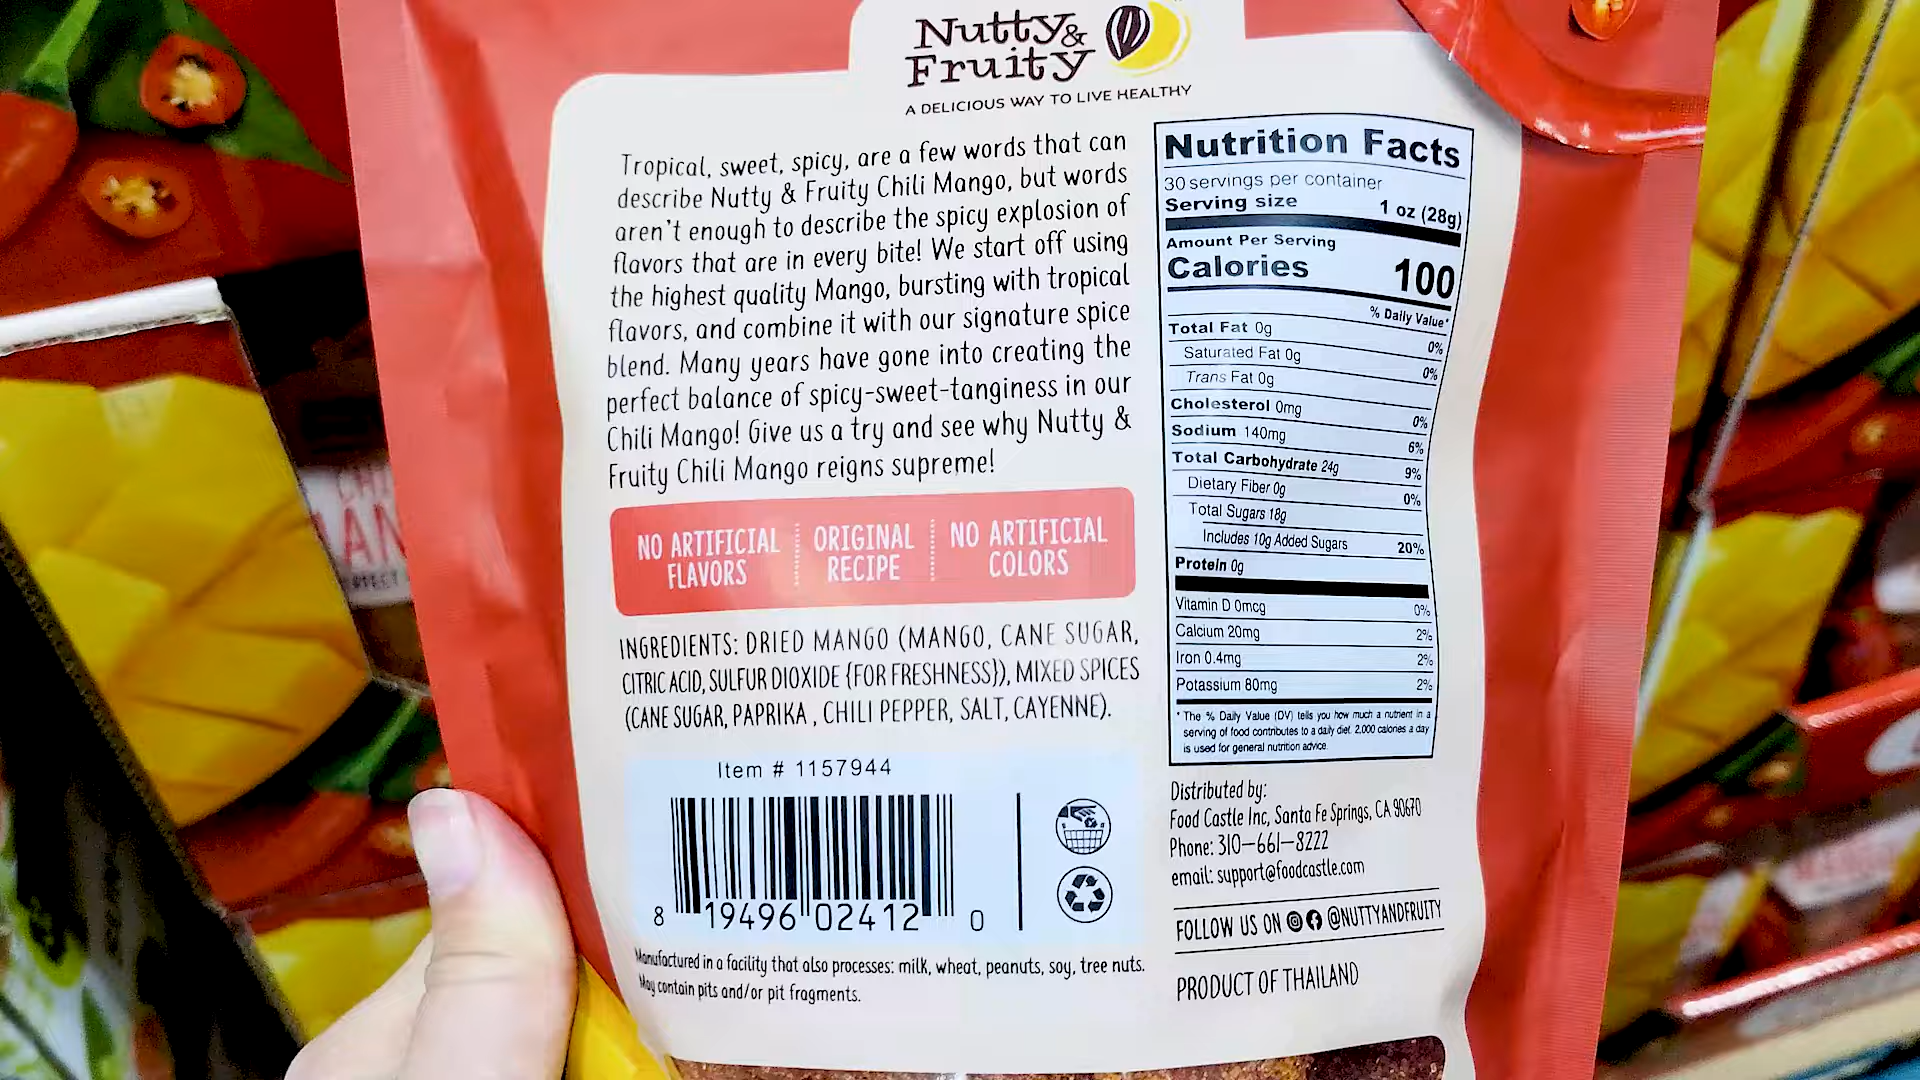 Nutty&
Fruity
A DELICIOUS WAY TO LIVE HEALTHY
Tropical, sweet, spicy, are a few words that can
describe Nutty & Fruity Chili Mango, but words
aren't enough to describe the spicy explosion of
flavors that are in every bite! We start off using
the highest quality Mango, bursting with tropical
flavors, and combine it with our signature spice
blend. Many years have gone into creating the
perfect balance of spicy-sweet-tanginess in our
Chili Mango! Give us a try and see why Nutty &
Fruity Chili Mango reigns supreme!
NO ARTIFICIAL
FLAVORS
ORIGINAL
RECIPE
NO ARTIFICIAL
COLORS
INGREDIENTS: DRIED MANGO (MANGO, CANE SUGAR,
CITRIC ACID, SULFUR DIOXIDE {FOR FRESHNESS}), MIXED SPICES
(CANE SUGAR, PAPRIKA , CHILI PEPPER, SALT, CAYENNE).
Item # 1157944
8 19496 02412 0
Manufactured in a facility that also processes: milk, wheat, peanuts, soy, tree nuts.
May contain pits and/or pit fragments.
Nutrition Facts
30 servings per container
Serving size 1 oz (28g)
Amount Per Serving
Calories 100
% Daily Value*
Total Fat 0g 0%
Saturated Fat 0g 0%
Trans Fat 0g
Cholesterol 0mg 0%
Sodium 140mg 6%
Total Carbohydrate 24g 9%
Dietary Fiber 0g 0%
Total Sugars 18g
Includes 10g Added Sugars 20%
Protein 0g
Vitamin D 0mcg 0%
Calcium 20mg 2%
Iron 0.4mg 2%
Potassium 80mg 2%
* The % Daily Value (DV) tells you how much a nutrient in a
serving of food contributes to a daily diet. 2,000 calories a day
is used for general nutrition advice.
Distributed by:
Food Castle Inc, Santa Fe Springs, CA 90670
Phone: 310-661-8222
email: support@foodcastle.com
FOLLOW US ON @NUTTYANDFRUITY
PRODUCT OF THAILAND